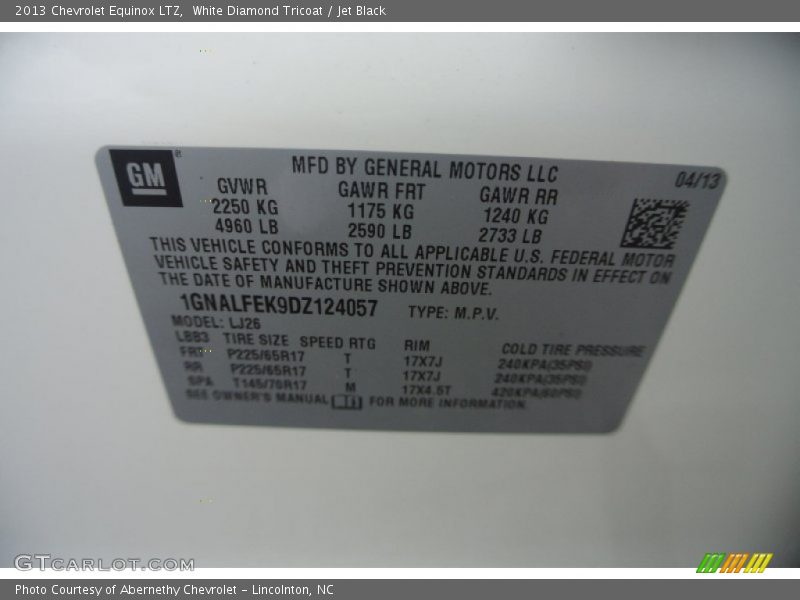 2013 Chevrolet Equinox LTZ, White Diamond Tricoat / Jet Black
GM®
MFD BY GENERAL MOTORS LLC
04/13
GVWR GAWR FRT GAWR RR
2250 KG 1175 KG 1240 KG
4960 LB 2590 LB 2733 LB
THIS VEHICLE CONFORMS TO ALL APPLICABLE U.S. FEDERAL MOTOR
VEHICLE SAFETY AND THEFT PREVENTION STANDARDS IN EFFECT ON
THE DATE OF MANUFACTURE SHOWN ABOVE.
1GNALFEK9DZ124057 TYPE: M.P.V.
MODEL: LJ26
LBB3 TIRE SIZE SPEED RTG RIM COLD TIRE PRESSURE
FRT P225/65R17 T 17X7J 240KPA(35PSI)
RR P225/65R17 T 17X7J 240KPA(35PSI)
SPA T145/70R17 M 17X4.5T 420KPA(60PSI)
SEE OWNER'S MANUAL FOR MORE INFORMATION.
GTCARLOT.COM
Photo Courtesy of Abernethy Chevrolet – Lincolnton, NC